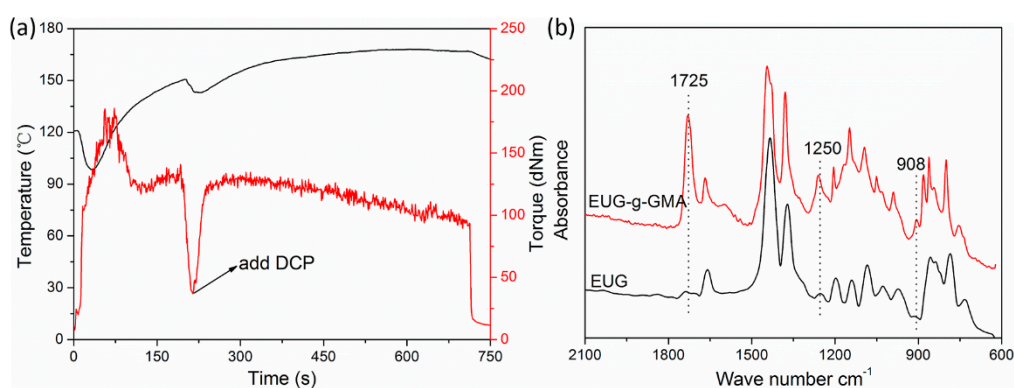 (a)
180
150
120
90
60
30
0
Temperature (℃)
0
150
300
450
600
750
Time (s)
250
200
150
100
50
0
Torque (dNm)
add DCP
(b)
1725
1250
908
EUG-g-GMA
EUG
Absorbance
2100
1800
1500
1200
900
600
Wave number cm⁻¹